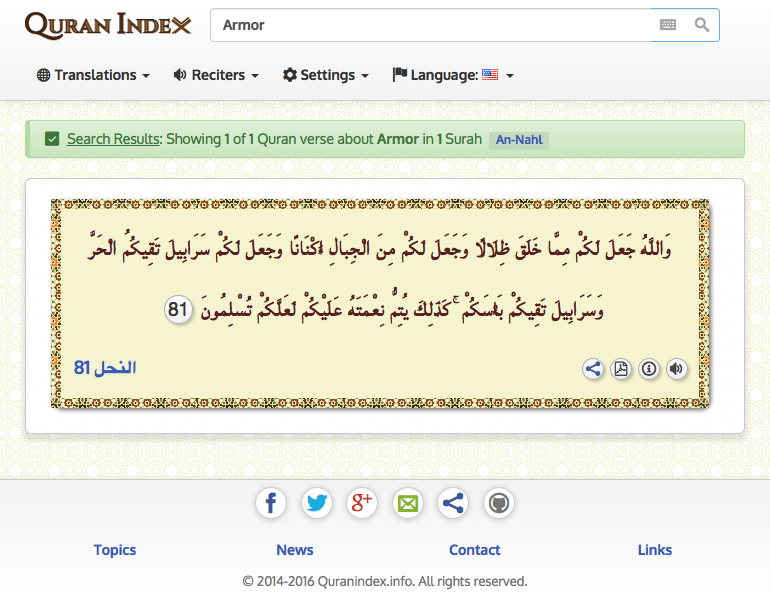 QURAN INDEX
Armor
Translations
Reciters
Settings
Language:
Search Results: Showing 1 of 1 Quran verse about Armor in 1 Surah An-Nahl
وَاللَّهُ جَعَلَ لَكُمْ مِمَّا خَلَقَ ظِلَالًا وَجَعَلَ لَكُمْ مِنَ الْجِبَالِ أَكْنَانًا وَجَعَلَ لَكُمْ سَرَابِيلَ تَقِيكُمُ الْحَرَّ
وَسَرَابِيلَ تَقِيكُمْ بَأْسَكُمْ ۚ كَذَٰلِكَ يُتِمُّ نِعْمَتَهُ عَلَيْكُمْ لَعَلَّكُمْ تُسْلِمُونَ 81
النحل 81
f
g+
Topics
News
Contact
Links
© 2014-2016 Quranindex.info. All rights reserved.